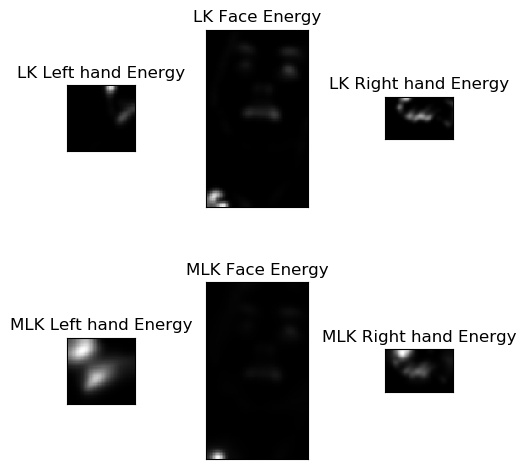 LK Face Energy
LK Left hand Energy
LK Right hand Energy
MLK Face Energy
MLK Left hand Energy
MLK Right hand Energy